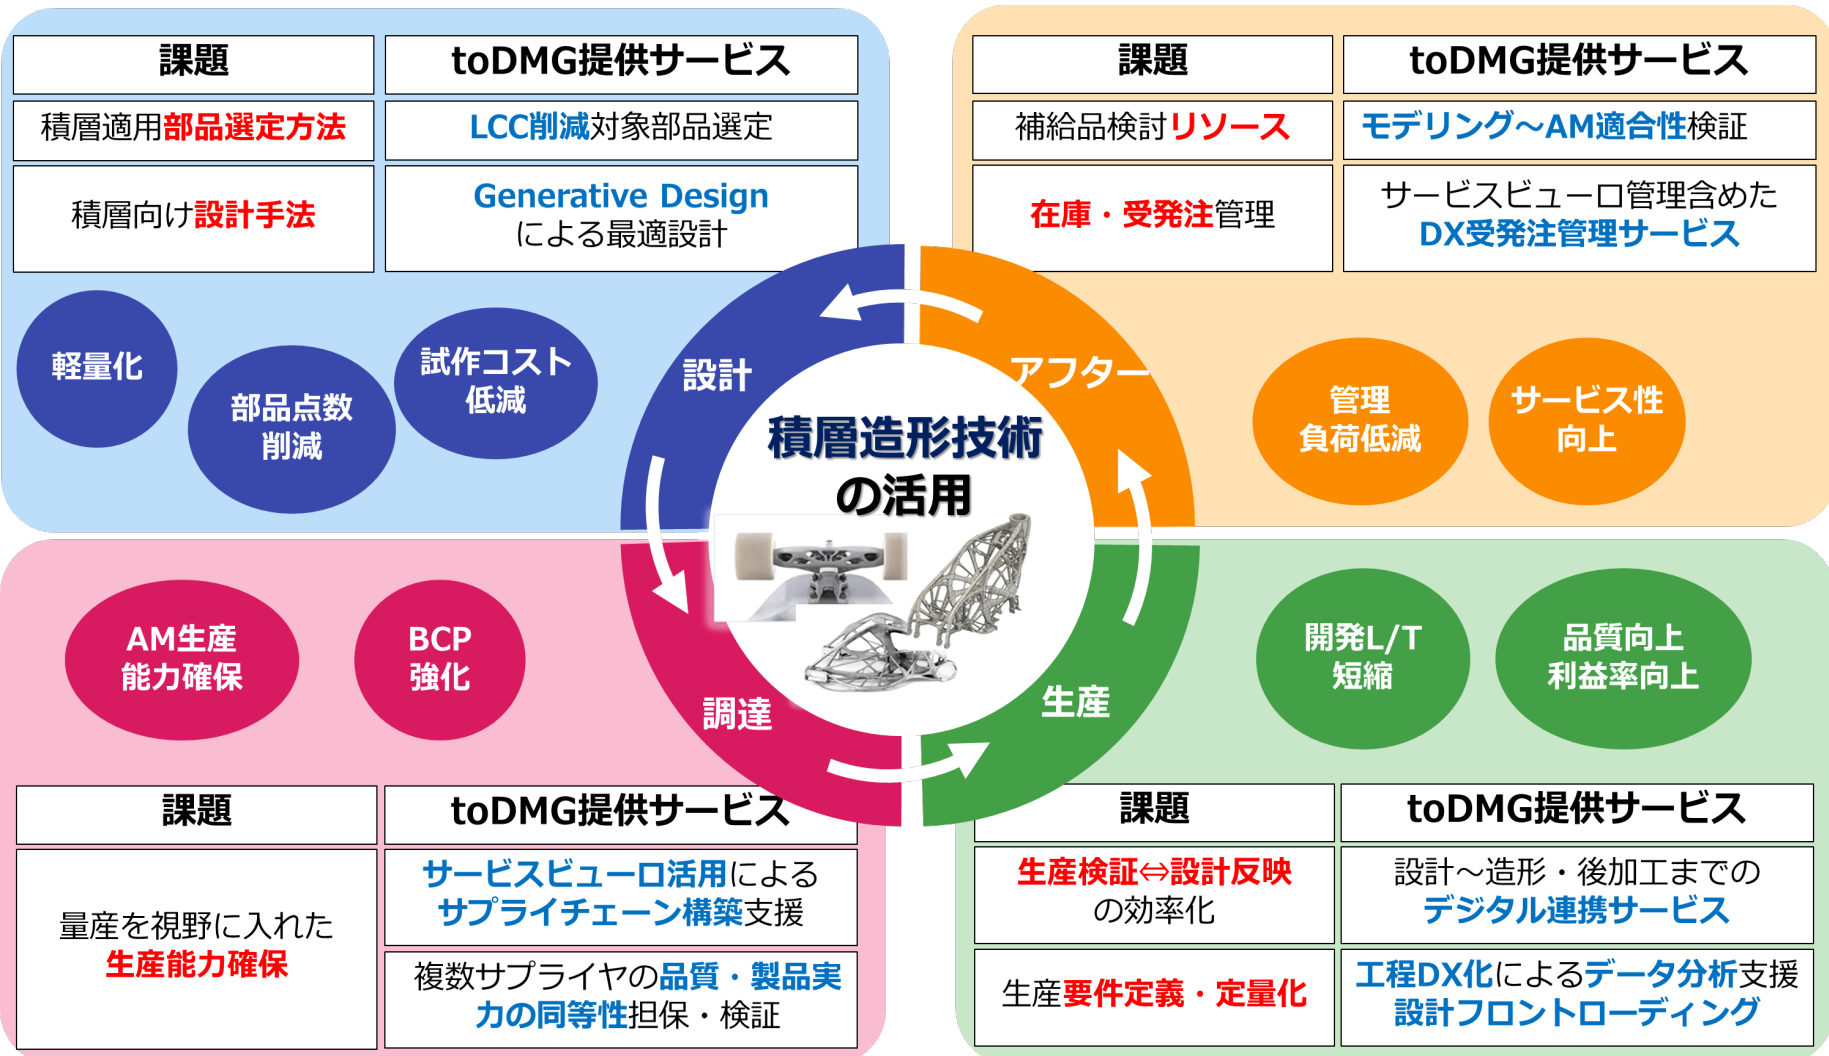 課題
toDMG提供サービス
積層適用部品選定方法
LCC削減対象部品選定
積層向け設計手法
Generative Design
による最適設計
軽量化
部品点数
削減
試作コスト
低減
課題
toDMG提供サービス
補給品検討リソース
モデリング～AM適合性検証
在庫・受発注管理
サービスビューロ管理含めた
DX受発注管理サービス
管理
負荷低減
サービス性
向上
設計
アフター
積層造形技術
の活用
調達
生産
AM生産
能力確保
BCP
強化
課題
toDMG提供サービス
量産を視野に入れた
生産能力確保
サービスビューロ活用による
サプライチェーン構築支援
複数サプライヤの品質・製品実
力の同等性担保・検証
開発L/T
短縮
品質向上
利益率向上
課題
toDMG提供サービス
生産検証⇔設計反映
の効率化
設計～造形・後加工までの
デジタル連携サービス
生産要件定義・定量化
工程DX化によるデータ分析支援
設計フロントローディング